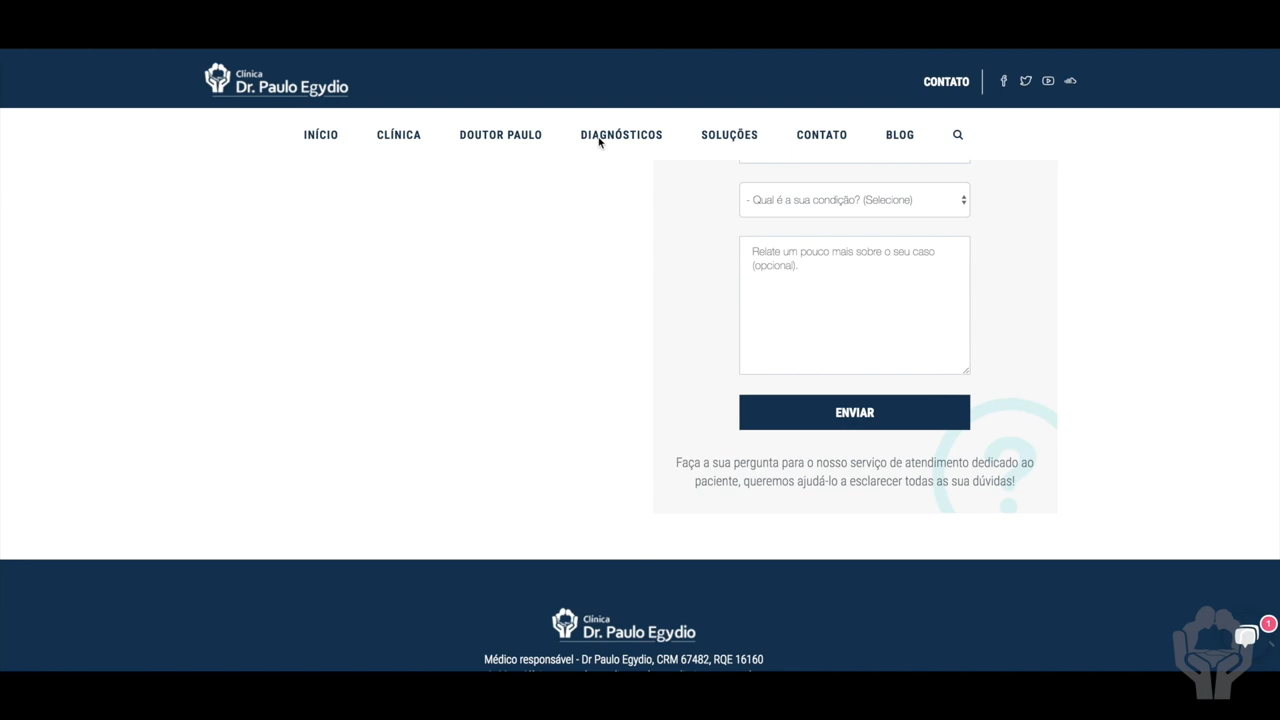 Clínica
Dr. Paulo Egydio
CONTATO
INÍCIO
CLÍNICA
DOUTOR PAULO
DIAGNÓSTICOS
SOLUÇÕES
CONTATO
BLOG
- Qual é a sua condição? (Selecione)
Relate um pouco mais sobre o seu caso
(opcional).
ENVIAR
Faça a sua pergunta para o nosso serviço de atendimento dedicado ao
paciente, queremos ajudá-lo a esclarecer todas as sua dúvidas!
Clínica
Dr. Paulo Egydio
1
Médico responsável - Dr Paulo Egydio, CRM 67482, RQE 16160